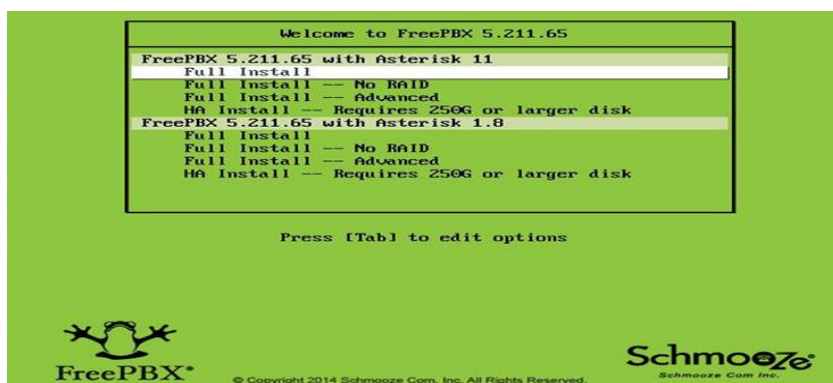 Welcome to FreePBX 5.211.65
FreePBX 5.211.65 with Asterisk 11
Full Install
Full Install -- No RAID
Full Install -- Advanced
HA Install -- Requires 250G or larger disk
FreePBX 5.211.65 with Asterisk 1.8
Full Install
Full Install -- No RAID
Full Install -- Advanced
HA Install -- Requires 250G or larger disk
Press [Tab] to edit options
FreePBX®
© Copyright 2014 Schmooze Com, Inc. All Rights Reserved.
Schmooze
Schmooze Com Inc.